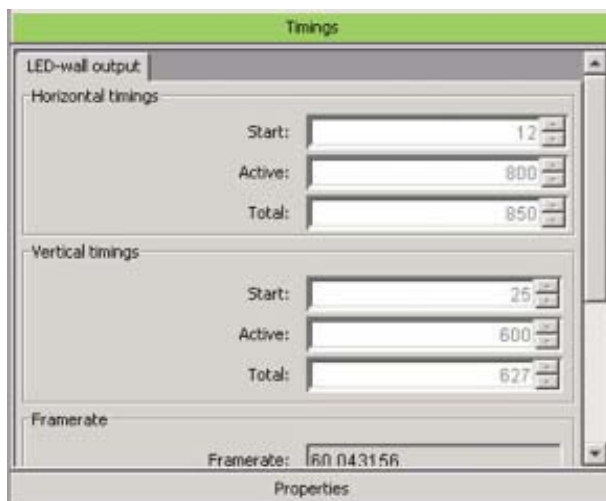 Timings
LED-wall output
Horizontal timings
Start: 12
Active: 800
Total: 850
Vertical timings
Start: 25
Active: 600
Total: 627
Framerate
Framerate: 60.043156
Properties